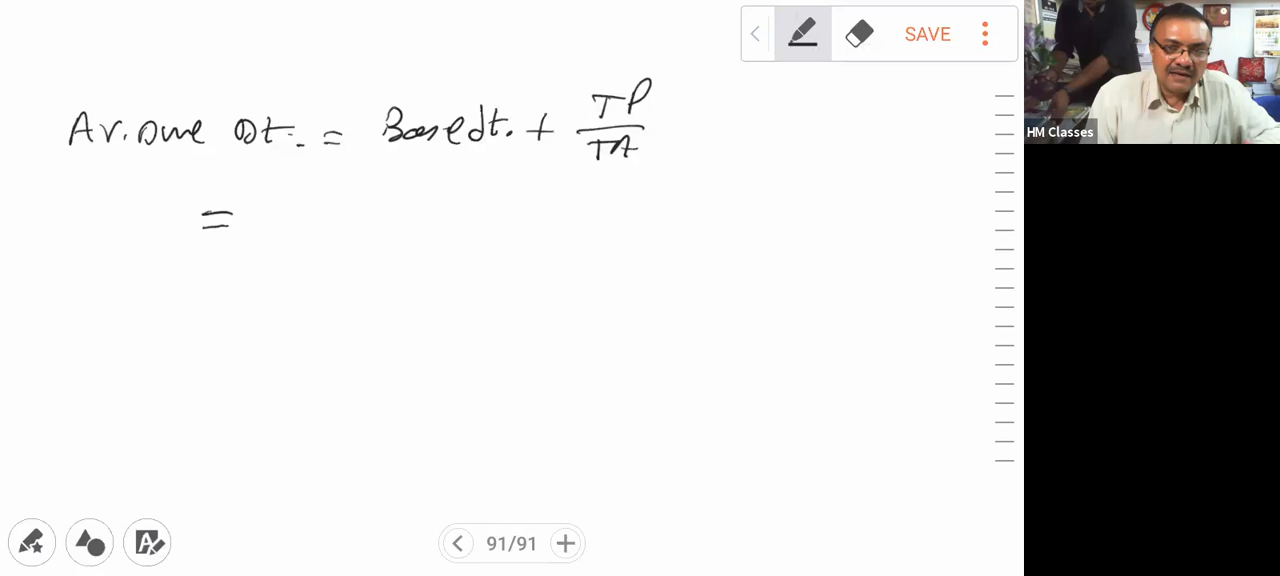 SAVE
Av. Due Dt. = Base dt. + TP/TA
=
HM Classes
91/91